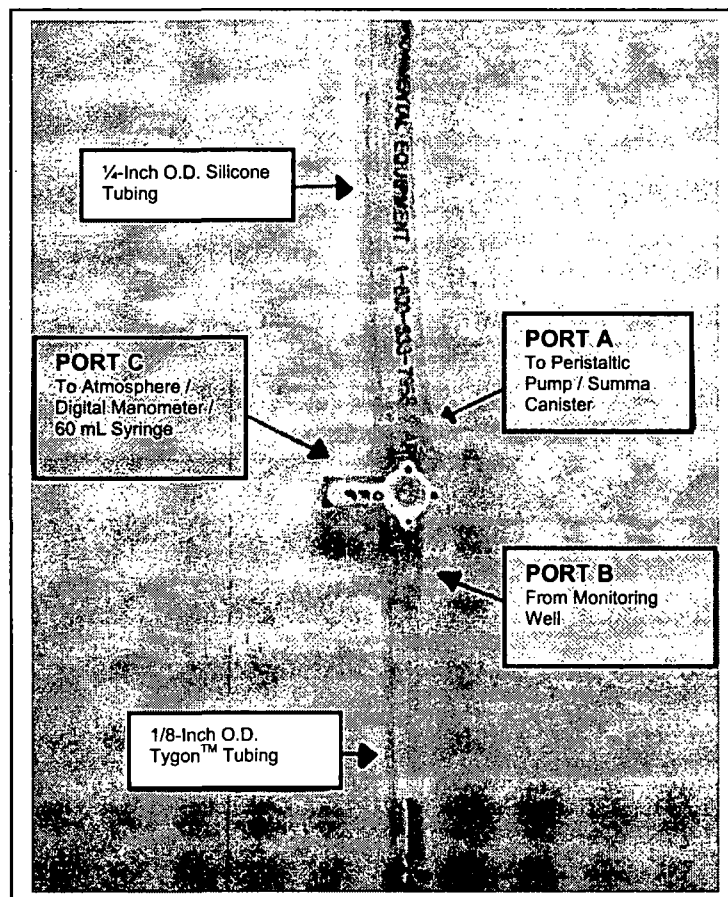 ¼-Inch O.D. Silicone
Tubing
EQUIPMENT
PORT C
To Atmosphere /
Digital Manometer /
60 mL Syringe
PORT A
To Peristaltic
Pump / Summa
Canister
PORT B
From Monitoring
Well
1/8-Inch O.D.
Tygon™ Tubing